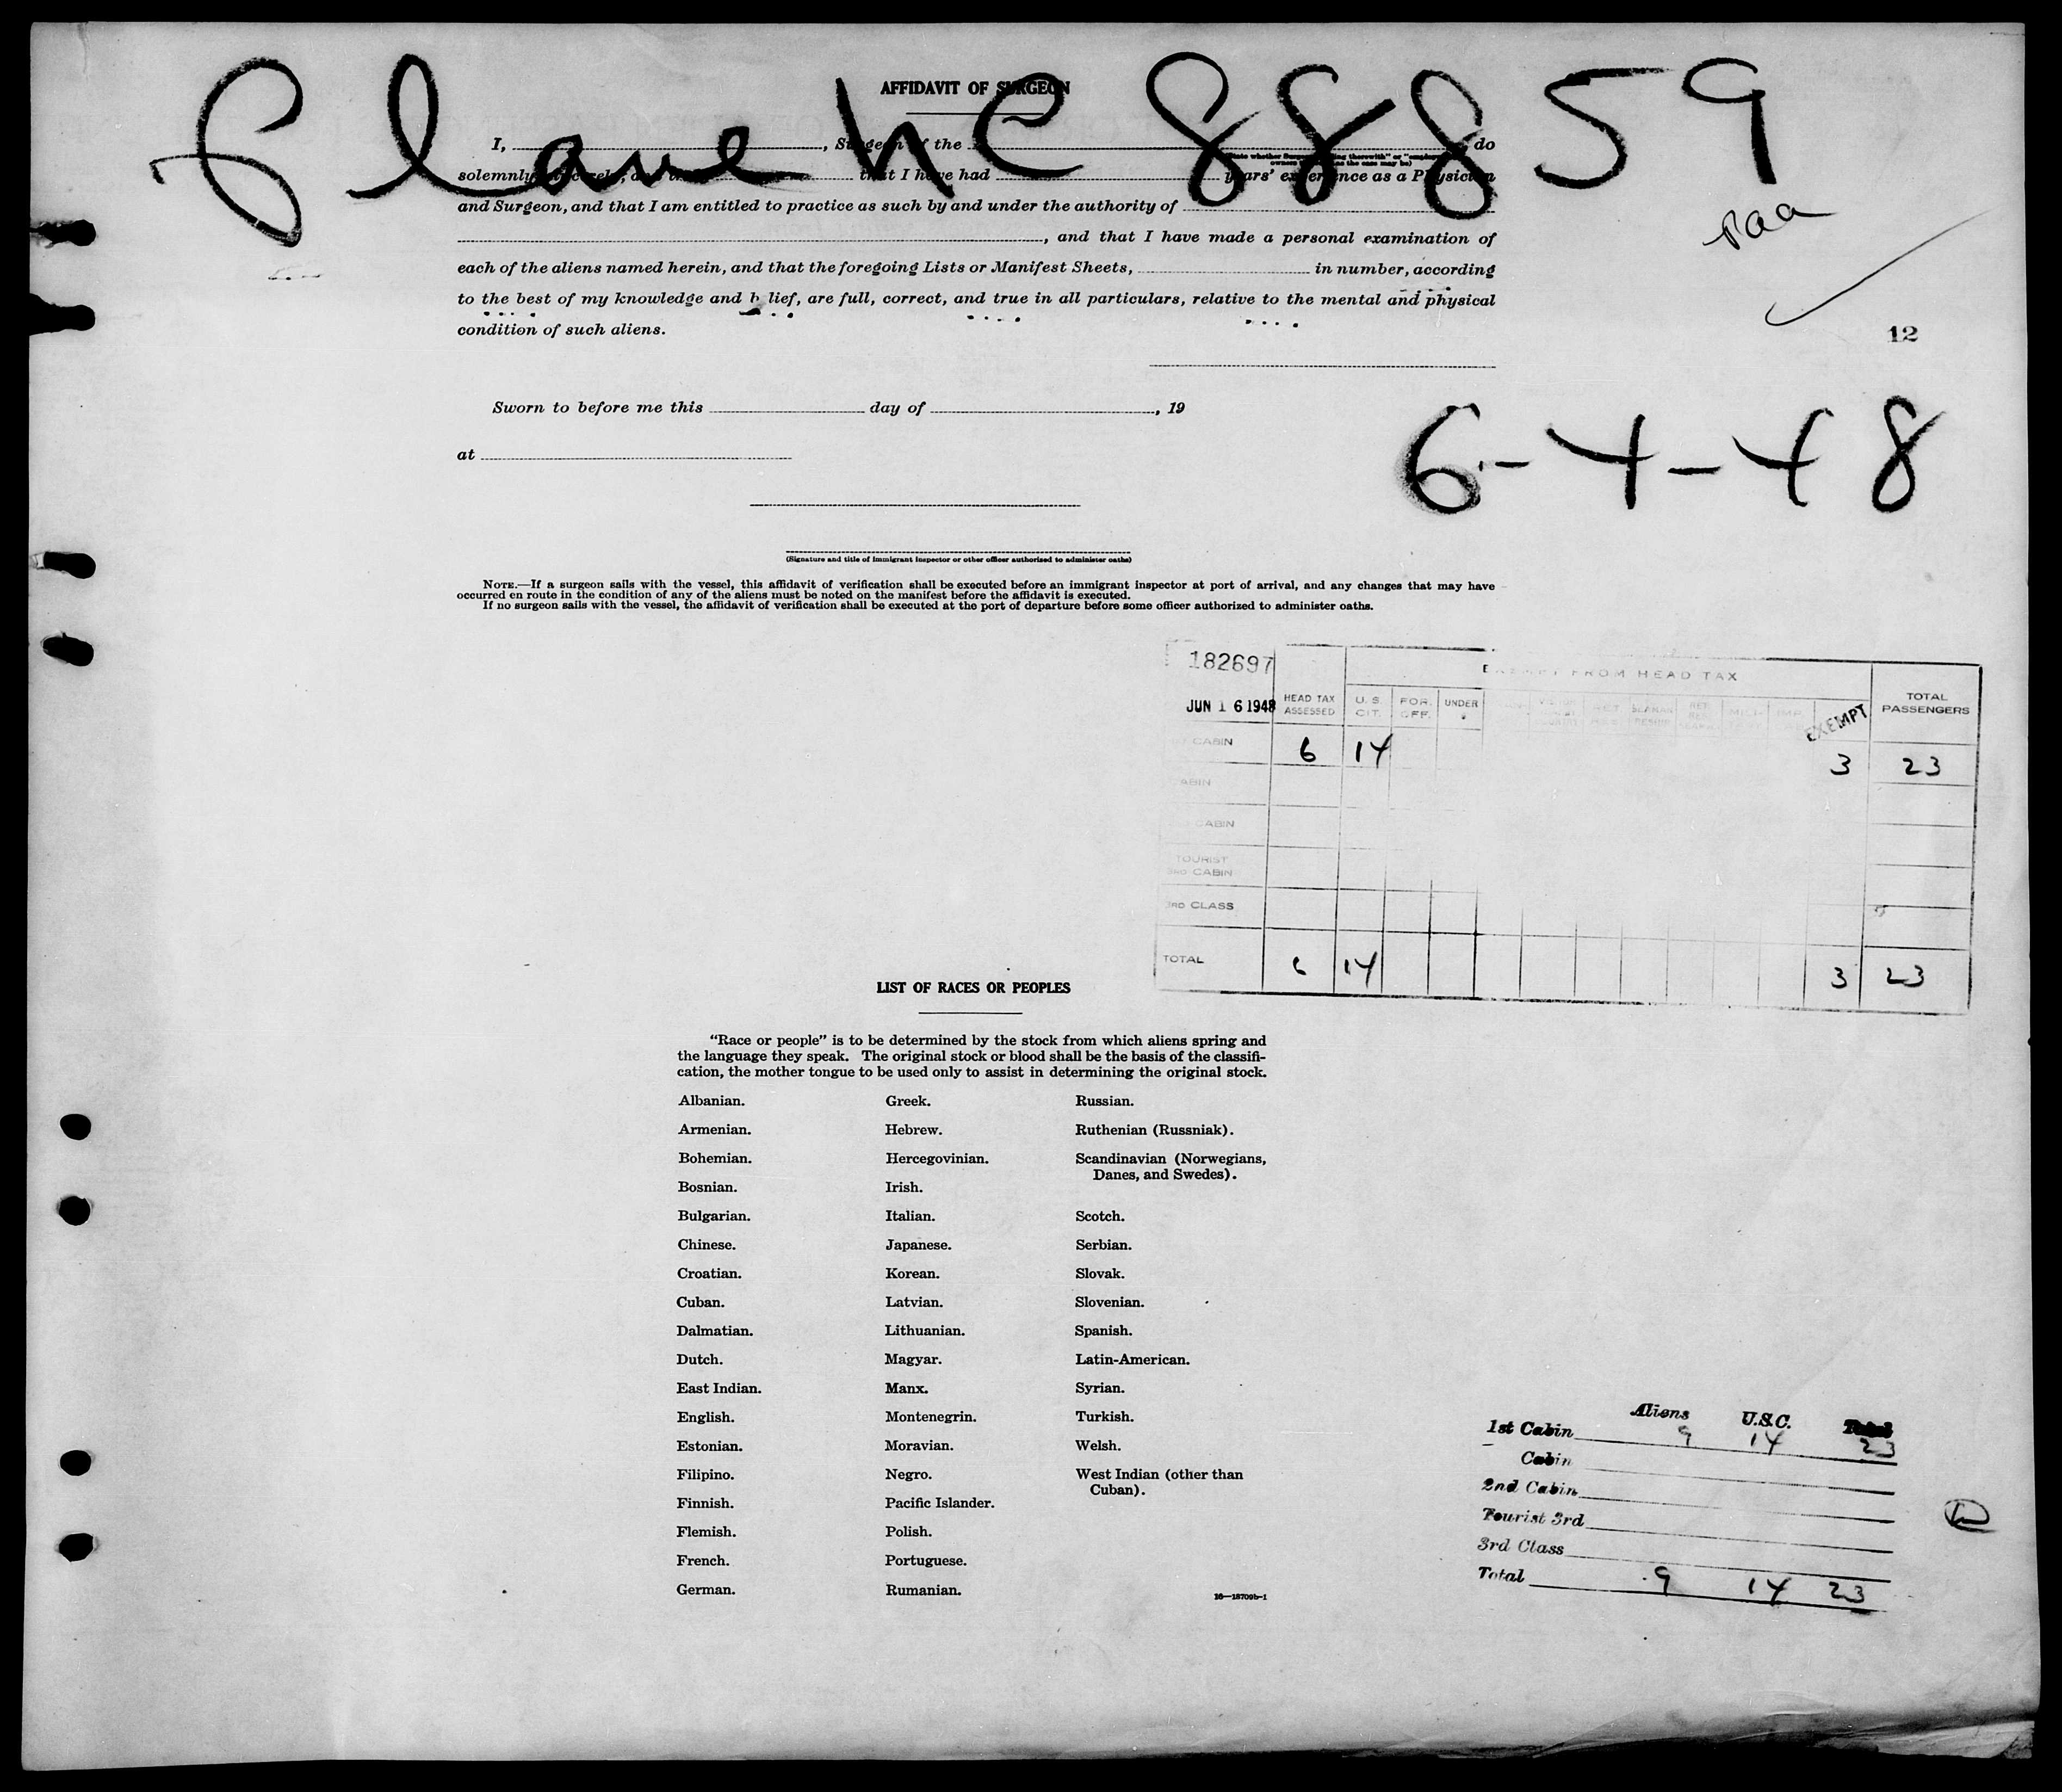 Plane NC 88859
AFFIDAVIT OF SURGEON
I, , Surgeon of the do
solemnly that I have had years' experience as a Physician
and Surgeon, and that I am entitled to practice as such by and under the authority of
, and that I have made a personal examination of
each of the aliens named herein, and that the foregoing Lists or Manifest Sheets, in number, according
to the best of my knowledge and b lief, are full, correct, and true in all particulars, relative to the mental and physical
condition of such aliens.
Paa
12
Sworn to before me this day of , 19
6-4-48
at
(Signature and title of immigrant inspector or other officer authorized to administer oaths)
NOTE.—If a surgeon sails with the vessel, this affidavit of verification shall be executed before an immigrant inspector at port of arrival, and any changes that may have
occurred en route in the condition of any of the aliens must be noted on the manifest before the affidavit is executed.
If no surgeon sails with the vessel, the affidavit of verification shall be executed at the port of departure before some officer authorized to administer oaths.
182697 FROM HEAD TAX
JUN 16 1948 HEAD TAX ASSESSED U. S. CIT. FOR. OFF. UNDER EXEMPT TOTAL PASSENGERS
CABIN 6 14 3 23
CABIN
CABIN
TOURIST
3RD CABIN
3RD CLASS
TOTAL 6 14 3 23
LIST OF RACES OR PEOPLES
"Race or people" is to be determined by the stock from which aliens spring and
the language they speak. The original stock or blood shall be the basis of the classifi-
cation, the mother tongue to be used only to assist in determining the original stock.
Albanian. Greek. Russian.
Armenian. Hebrew. Ruthenian (Russniak).
Bohemian. Hercegovinian. Scandinavian (Norwegians,
Danes, and Swedes).
Bosnian. Irish.
Bulgarian. Italian. Scotch.
Chinese. Japanese. Serbian.
Croatian. Korean. Slovak.
Cuban. Latvian. Slovenian.
Dalmatian. Lithuanian. Spanish.
Dutch. Magyar. Latin-American.
East Indian. Manx. Syrian.
English. Montenegrin. Turkish.
Estonian. Moravian. Welsh.
Filipino. Negro. West Indian (other than
Cuban).
Finnish. Pacific Islander.
Flemish. Polish.
French. Portuguese.
German. Rumanian.
16—18709b-1
Aliens U.S.C. Total
1st Cabin 9 14 23
Cabin
2nd Cabin
Tourist 3rd
3rd Class
Total 9 14 23